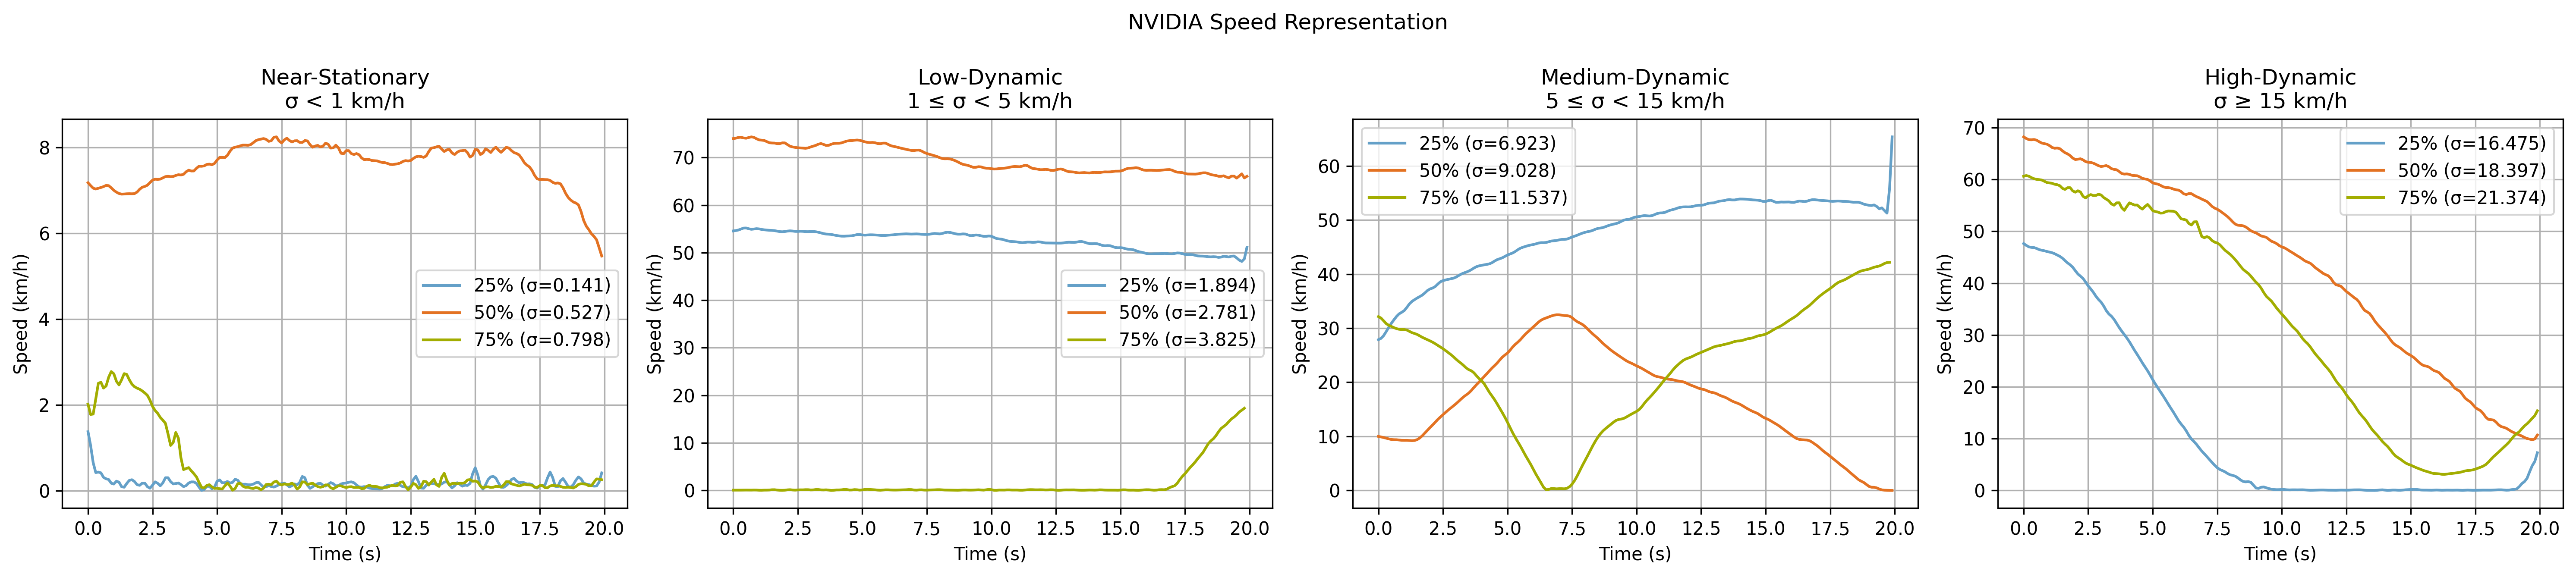 NVIDIA Speed Representation
Near-Stationary
σ < 1 km/h
Speed (km/h)
8
6
4
2
0
25% (σ=0.141)
50% (σ=0.527)
75% (σ=0.798)
0.0 2.5 5.0 7.5 10.0 12.5 15.0 17.5 20.0
Time (s)
Low-Dynamic
1 ≤ σ < 5 km/h
Speed (km/h)
70
60
50
40
30
20
10
0
25% (σ=1.894)
50% (σ=2.781)
75% (σ=3.825)
0.0 2.5 5.0 7.5 10.0 12.5 15.0 17.5 20.0
Time (s)
Medium-Dynamic
5 ≤ σ < 15 km/h
Speed (km/h)
60
50
40
30
20
10
0
25% (σ=6.923)
50% (σ=9.028)
75% (σ=11.537)
0.0 2.5 5.0 7.5 10.0 12.5 15.0 17.5 20.0
Time (s)
High-Dynamic
σ ≥ 15 km/h
Speed (km/h)
70
60
50
40
30
20
10
0
25% (σ=16.475)
50% (σ=18.397)
75% (σ=21.374)
0.0 2.5 5.0 7.5 10.0 12.5 15.0 17.5 20.0
Time (s)